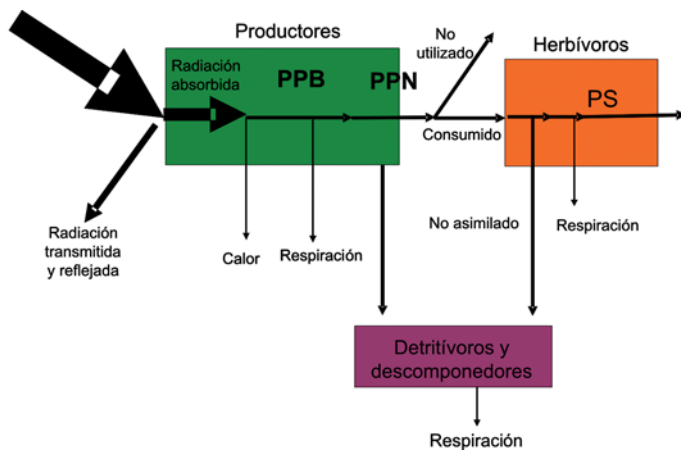 Productores
No
utilizado
Herbívoros
Radiación
absorbida
PPB
PPN
PS
Consumido
Radiación
transmitida
y reflejada
Calor
Respiración
No asimilado
Respiración
Detritívoros y
descomponedores
Respiración